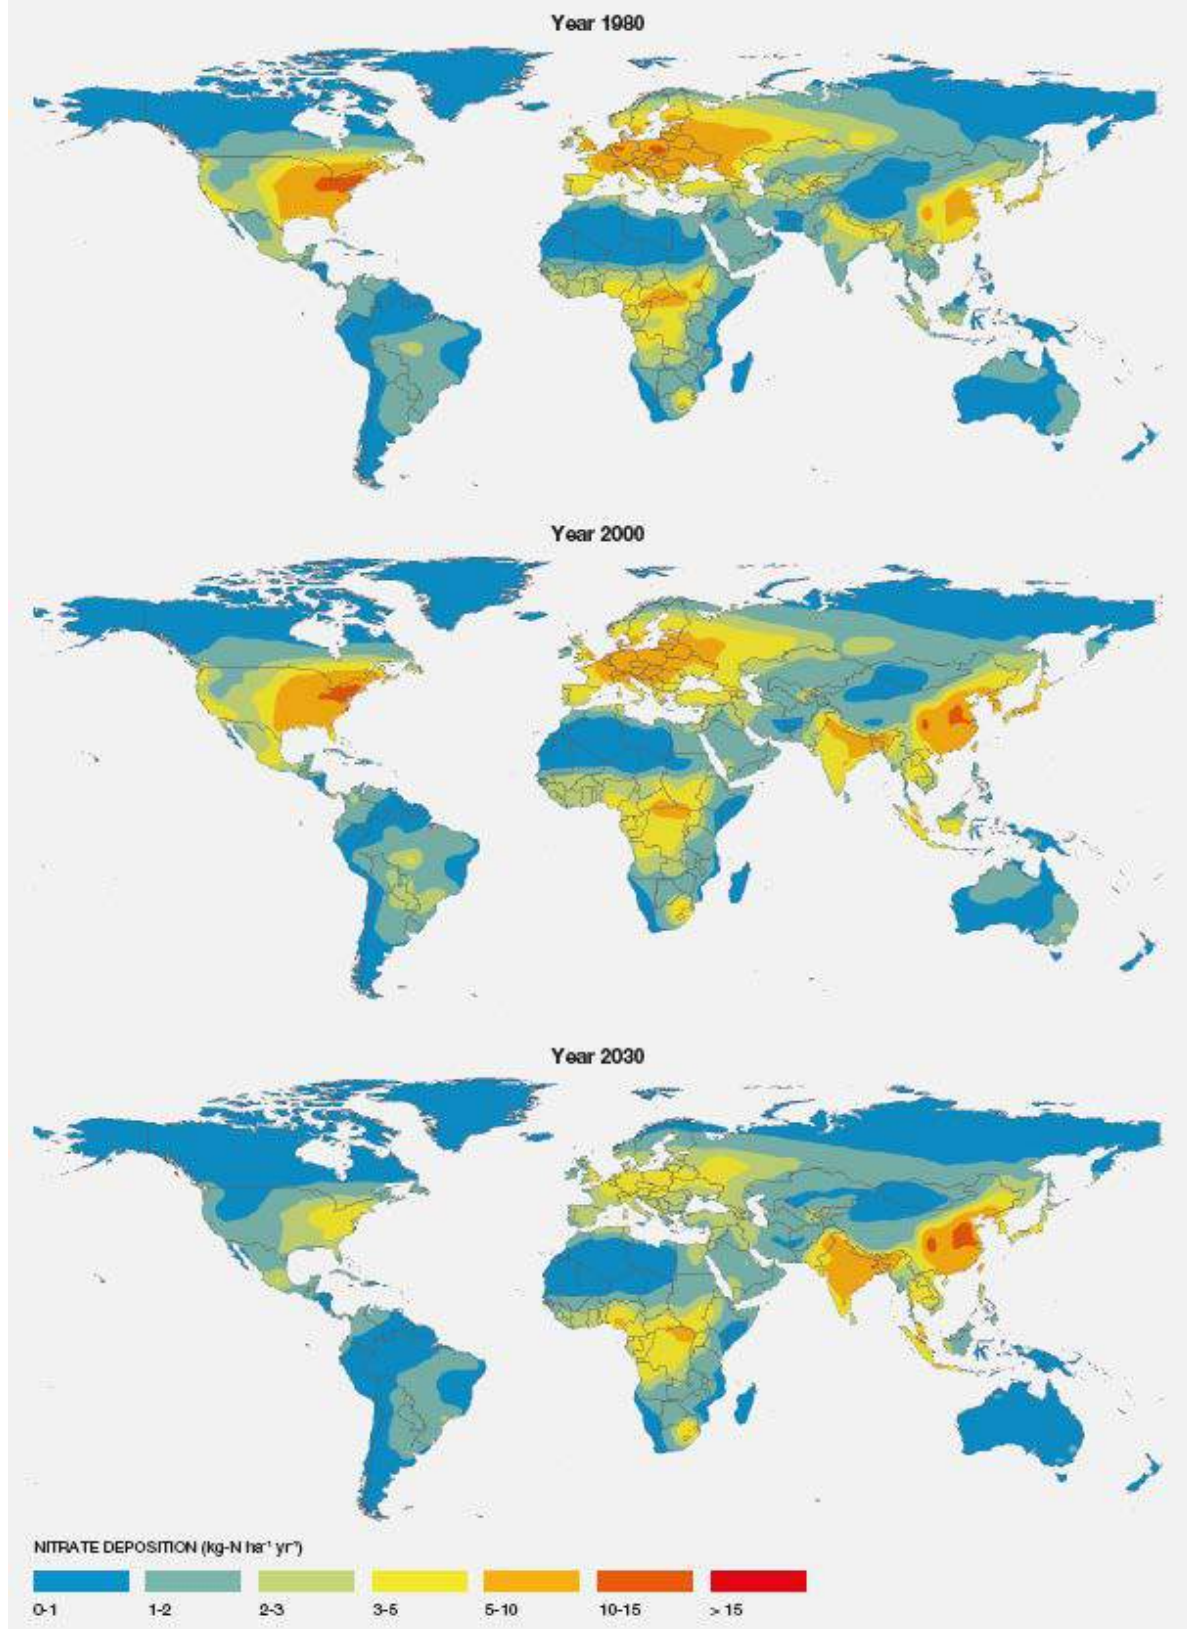 Year 1980
Year 2000
Year 2030
NITRATE DEPOSITION (kg-N ha⁻¹ yr⁻¹)
0-1 1-2 2-3 3-5 5-10 10-15 > 15